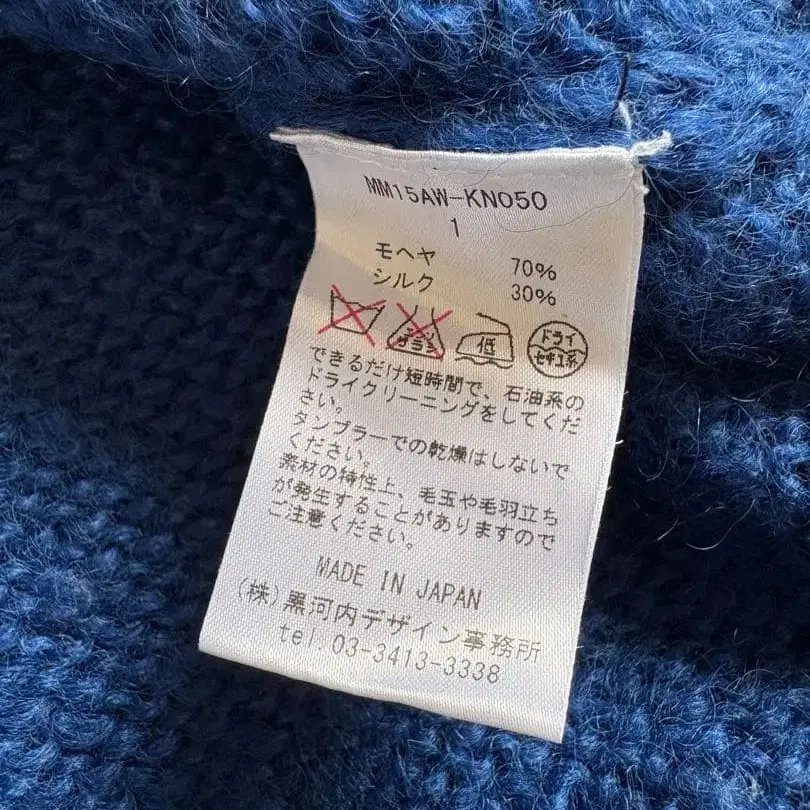 MM15AW-KN050
1
モヘヤ 70%
シルク 30%
エンソ
サラシ
低
ドライ
セキユ系
できるだけ短時間で、石油系の
ドライクリーニングをしてくだ
さい。
タンブラーでの乾燥はしないで
ください。
素材の特性上、毛玉や毛羽立ち
が発生することがありますので
ご注意ください。
MADE IN JAPAN
(株)黒河内デザイン事務所
tel.03-3413-3338